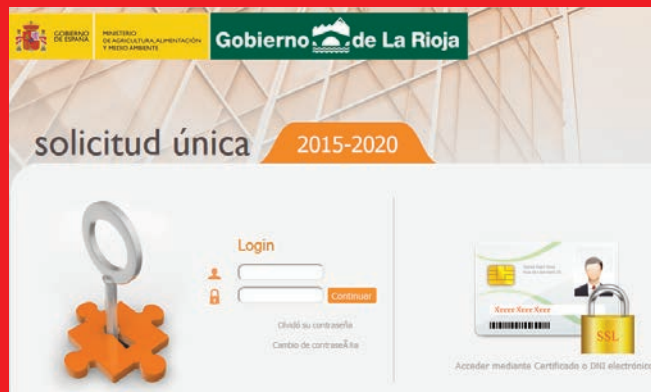 GOBIERNO
DE ESPAÑA
MINISTERIO
DE AGRICULTURA, ALIMENTACIÓN
Y MEDIO AMBIENTE
Gobierno de La Rioja
solicitud única
2015-2020
Login
Continuar
Olvidó su contraseña
Cambio de contraseÃ±a
Xxxxx Xxxx Xxxx
SSL
Acceder mediante Certificado o DNI electrónico